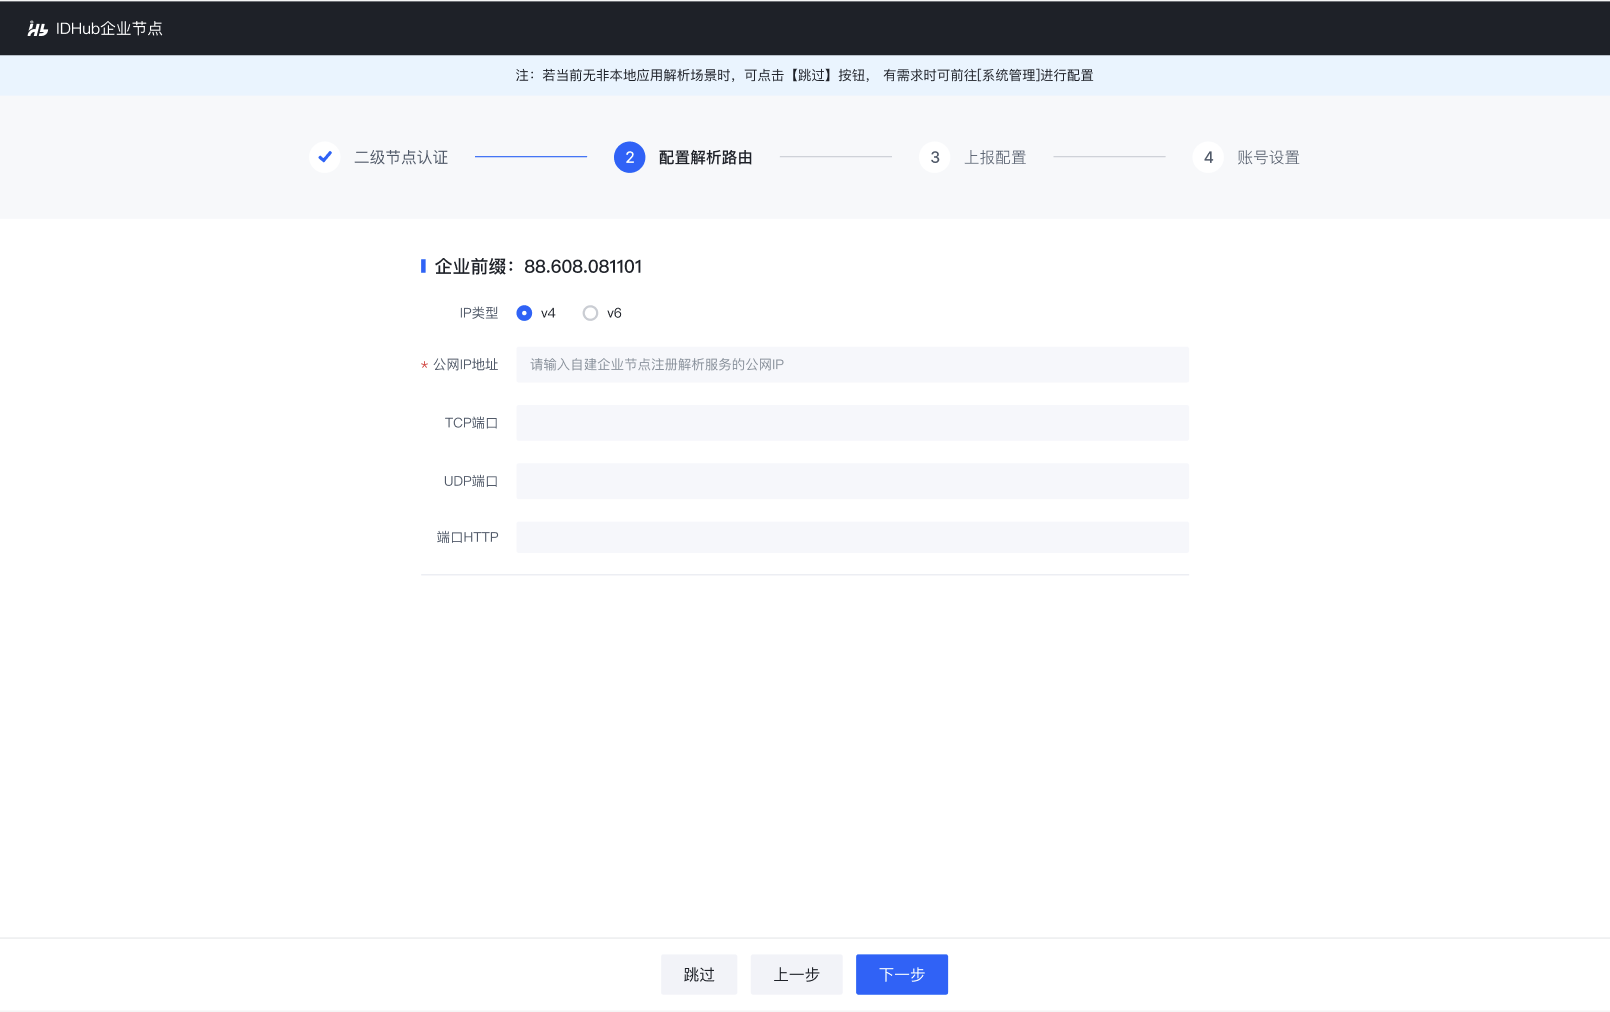 IDHub企业节点
注：若当前无非本地应用解析场景时，可点击【跳过】按钮， 有需求时可前往[系统管理]进行配置
二级节点认证 2 配置解析路由 3 上报配置 4 账号设置
企业前缀：88.608.081101
IP类型 v4 v6
* 公网IP地址 请输入自建企业节点注册解析服务的公网IP
TCP端口
UDP端口
端口HTTP
跳过 上一步 下一步